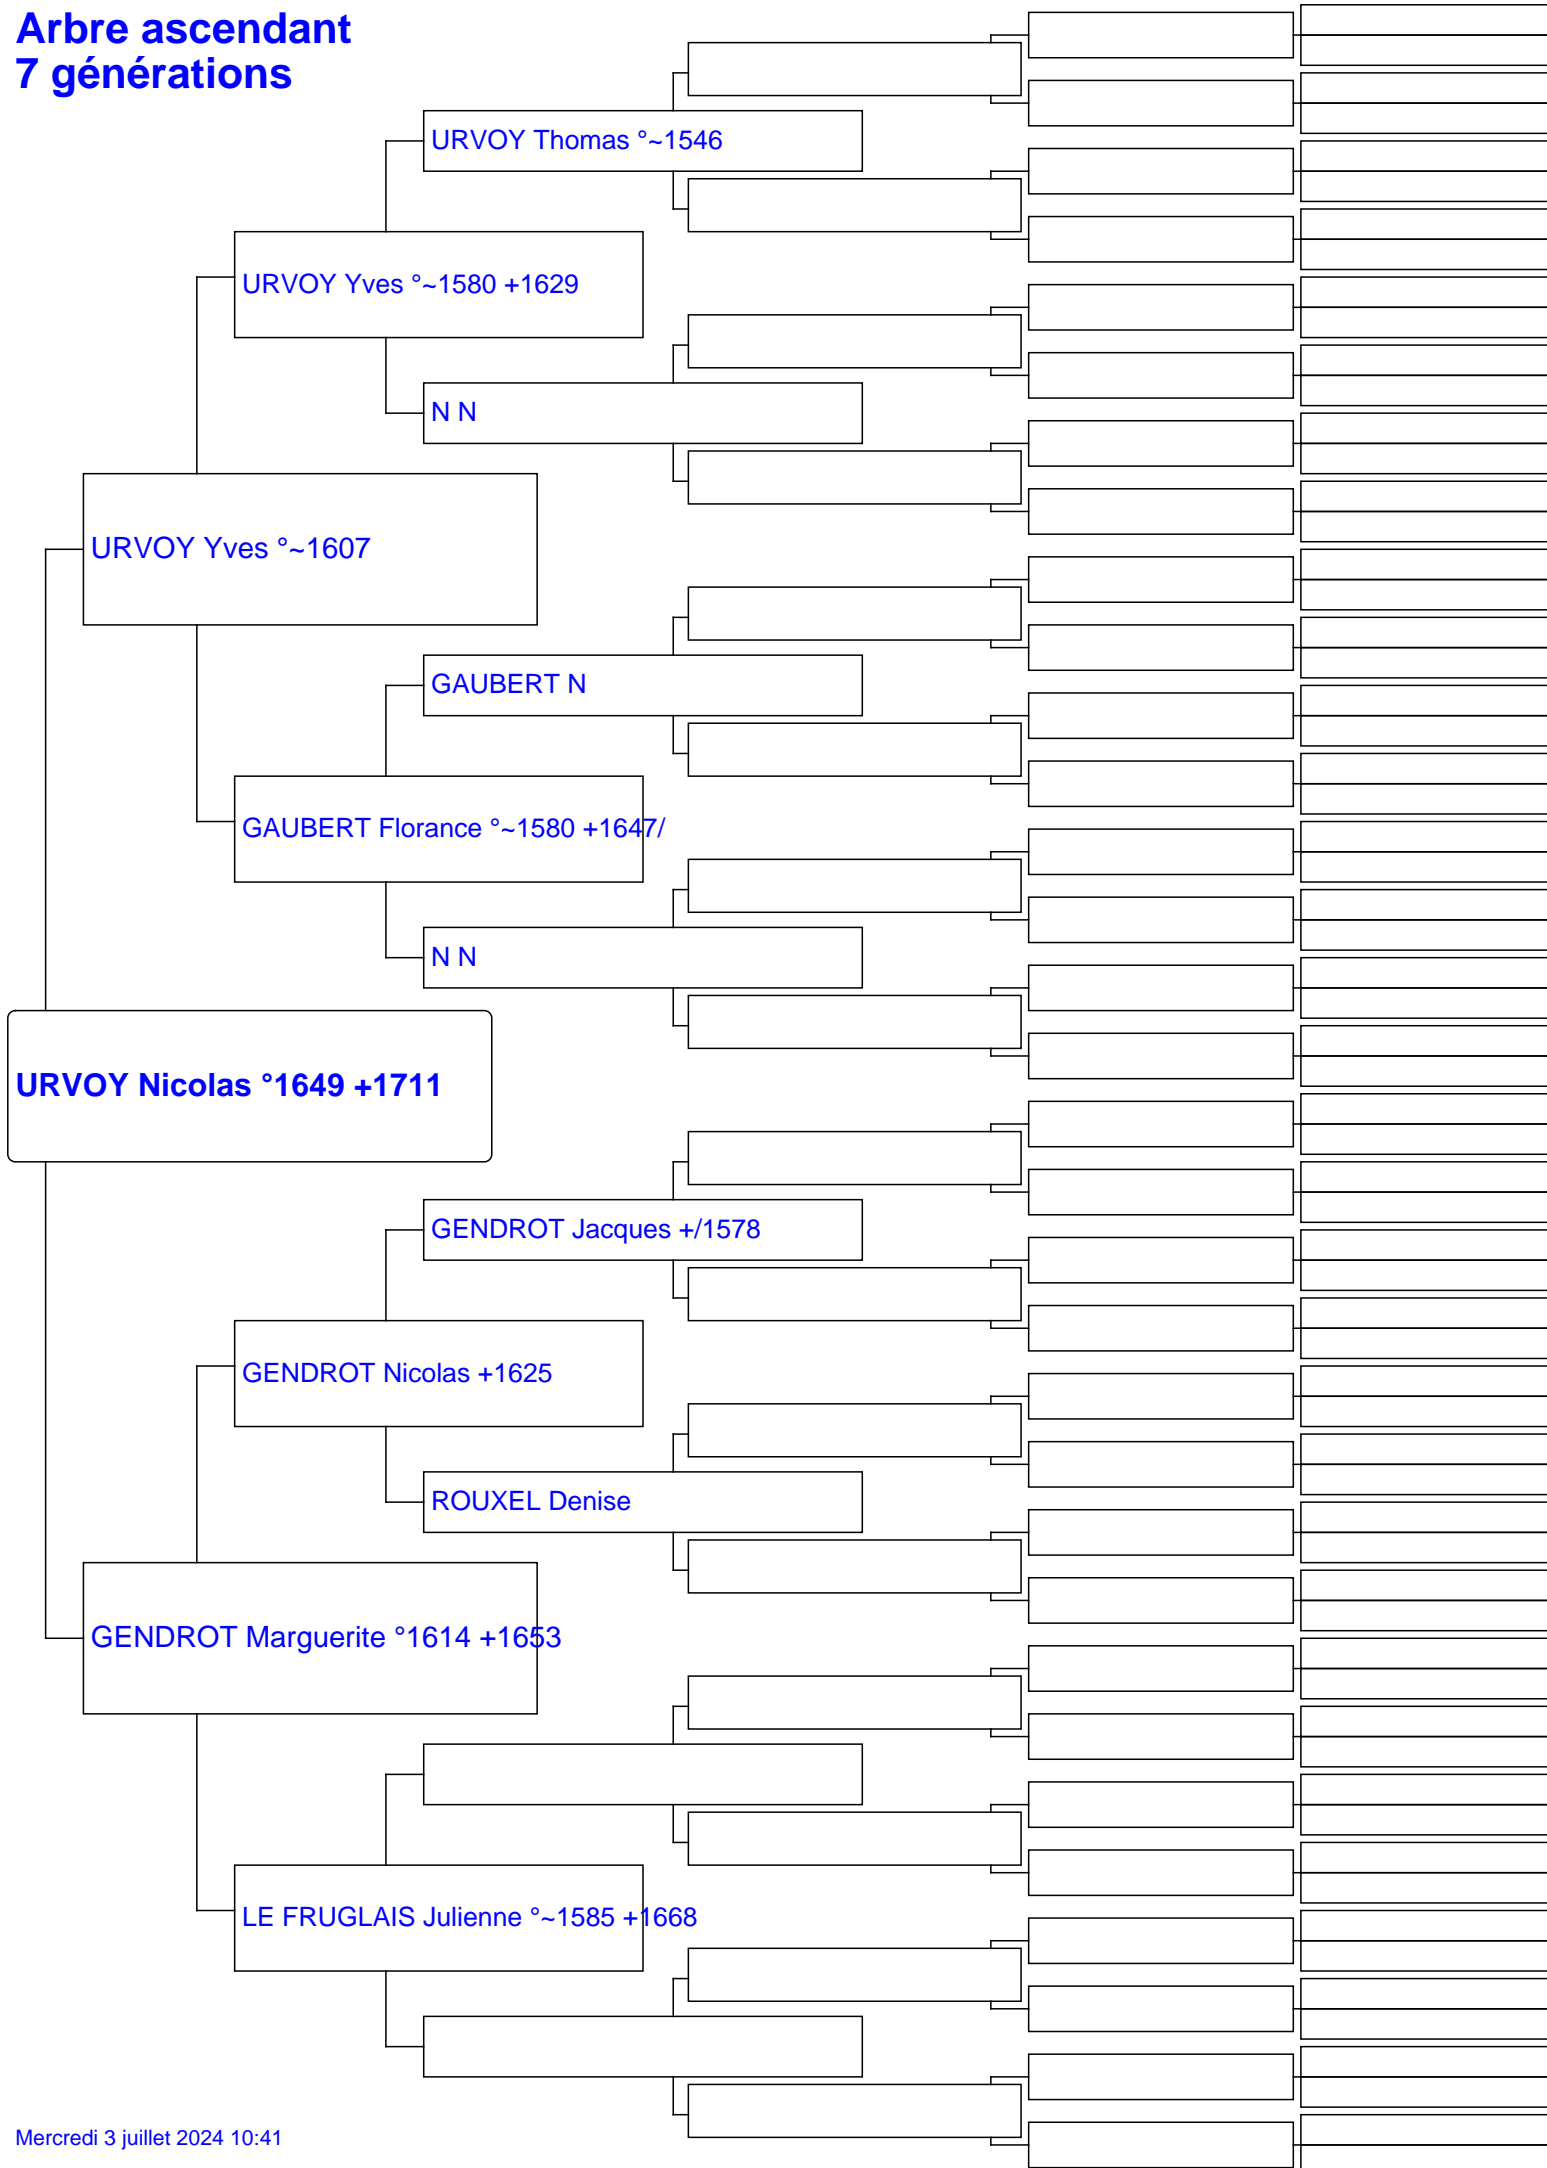 Arbre ascendant
7 générations
URVOY Thomas °~1546
URVOY Yves °~1580 +1629
N N
URVOY Yves °~1607
GAUBERT N
GAUBERT Florance °~1580 +1647/
N N
URVOY Nicolas °1649 +1711
GENDROT Jacques +/1578
GENDROT Nicolas +1625
ROUXEL Denise
GENDROT Marguerite °1614 +1653
LE FRUGLAIS Julienne °~1585 +1668
Mercredi 3 juillet 2024 10:41